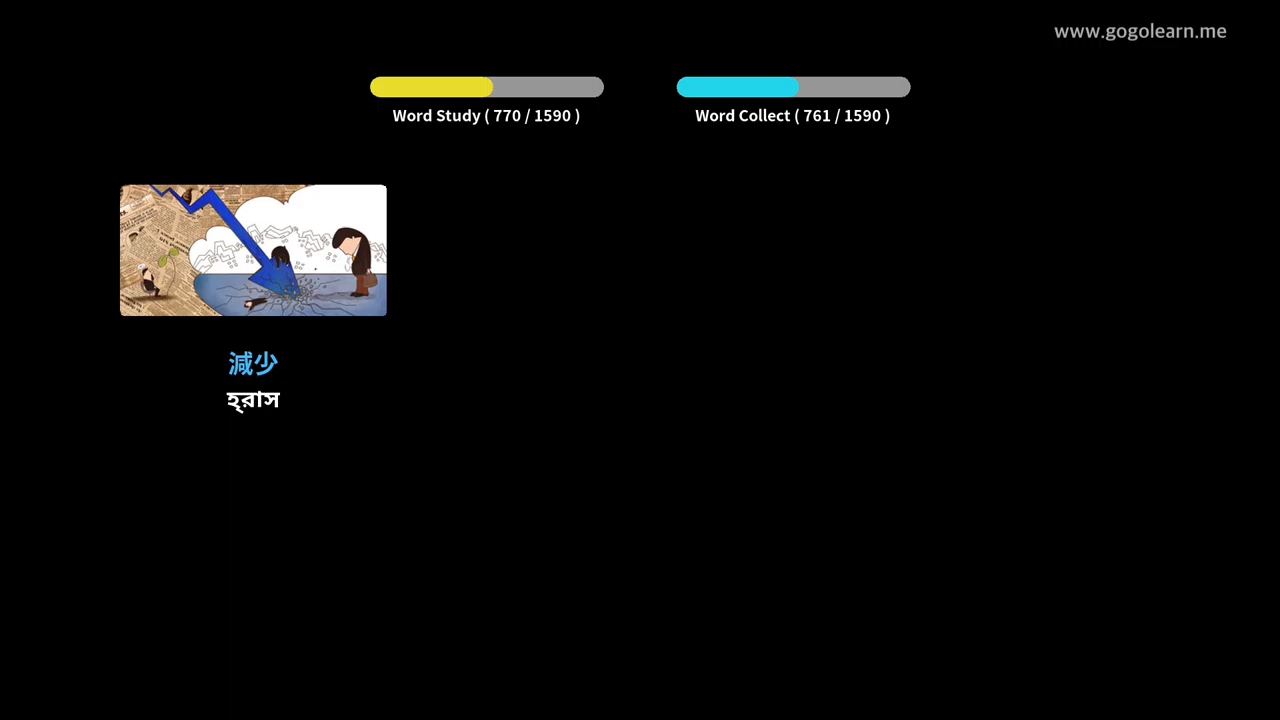 www.gogolearn.me
Word Study ( 770 / 1590 )
Word Collect ( 761 / 1590 )
減少
হ্রাস